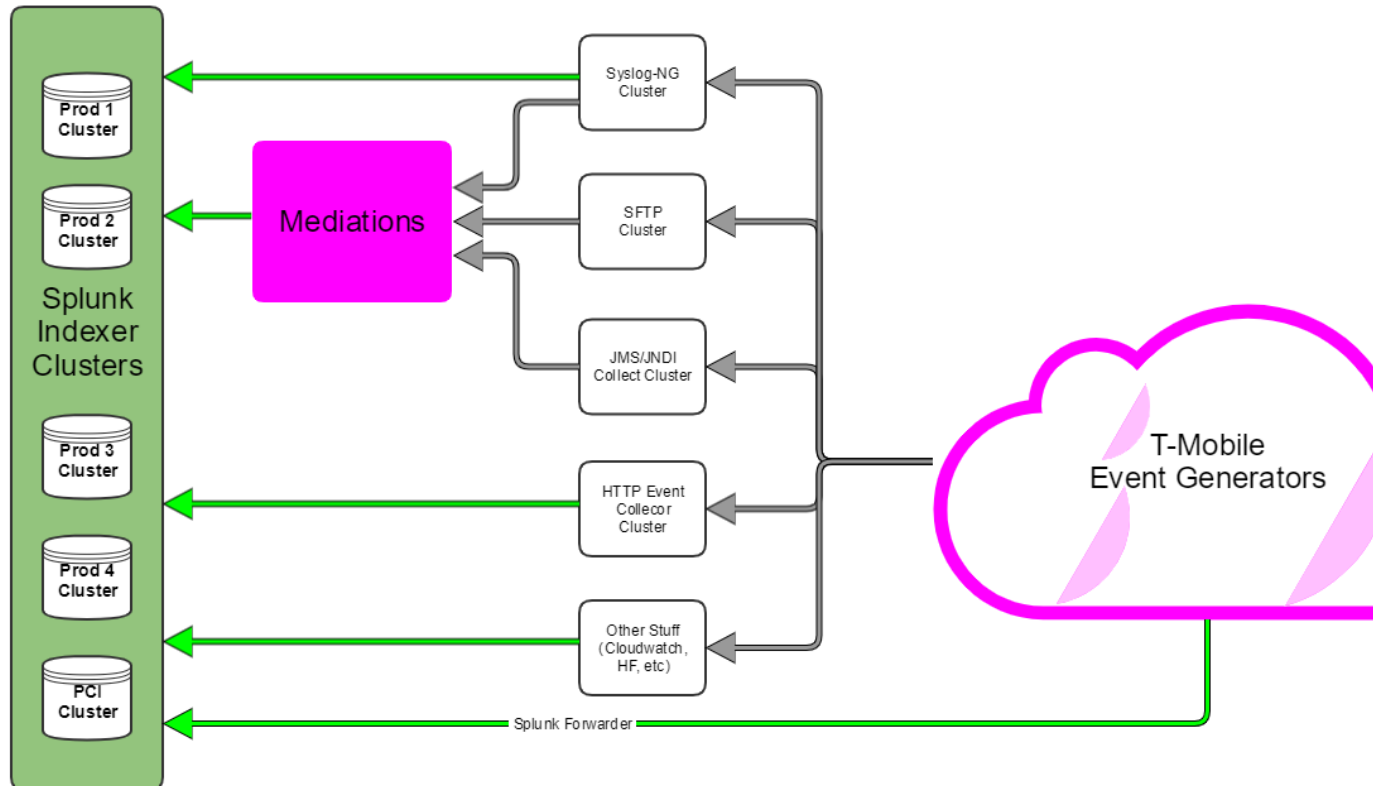 Prod 1
Cluster
Prod 2
Cluster
Splunk
Indexer
Clusters
Prod 3
Cluster
Prod 4
Cluster
PCI
Cluster
Mediations
Syslog-NG
Cluster
SFTP
Cluster
JMS/JNDI
Collect Cluster
HTTP Event
Collecor
Cluster
Other Stuff
(Cloudwatch,
HF, etc)
Splunk Forwarder
T-Mobile
Event Generators